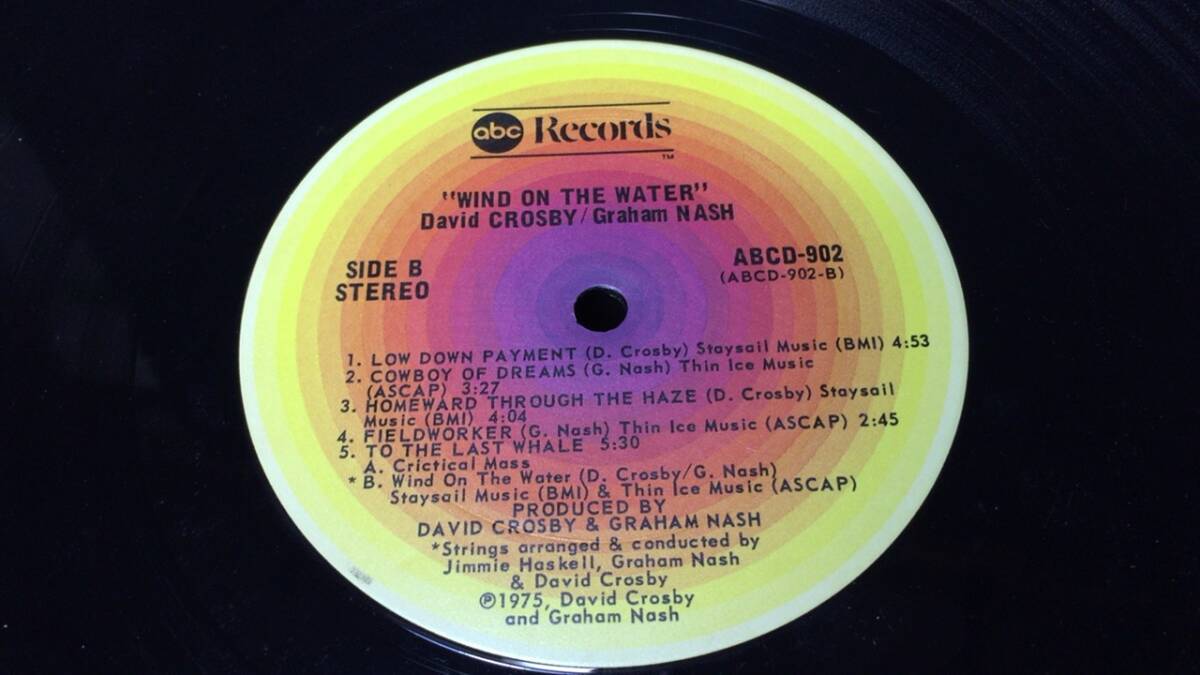 abc Records
TM
"WIND ON THE WATER"
David CROSBY/Graham NASH
SIDE B
STEREO
ABCD-902
(ABCD-902-B)
1. LOW DOWN PAYMENT (D. Crosby) Staysail Music (BMI) 4:53
2. COWBOY OF DREAMS (G. Nash) Thin Ice Music
(ASCAP) 3:27
3. HOMEWARD THROUGH THE HAZE (D. Crosby) Staysail
Music (BMI) 4:04
4. FIELDWORKER (G. Nash) Thin Ice Music (ASCAP) 2:45
5. TO THE LAST WHALE 5:30
A. Crictical Mass
*B. Wind On The Water (D. Crosby/G. Nash)
Staysail Music (BMI) & Thin Ice Music (ASCAP)
PRODUCED BY
DAVID CROSBY & GRAHAM NASH
*Strings arranged & conducted by
Jimmie Haskell, Graham Nash
& David Crosby
Ⓟ1975, David Crosby
and Graham Nash